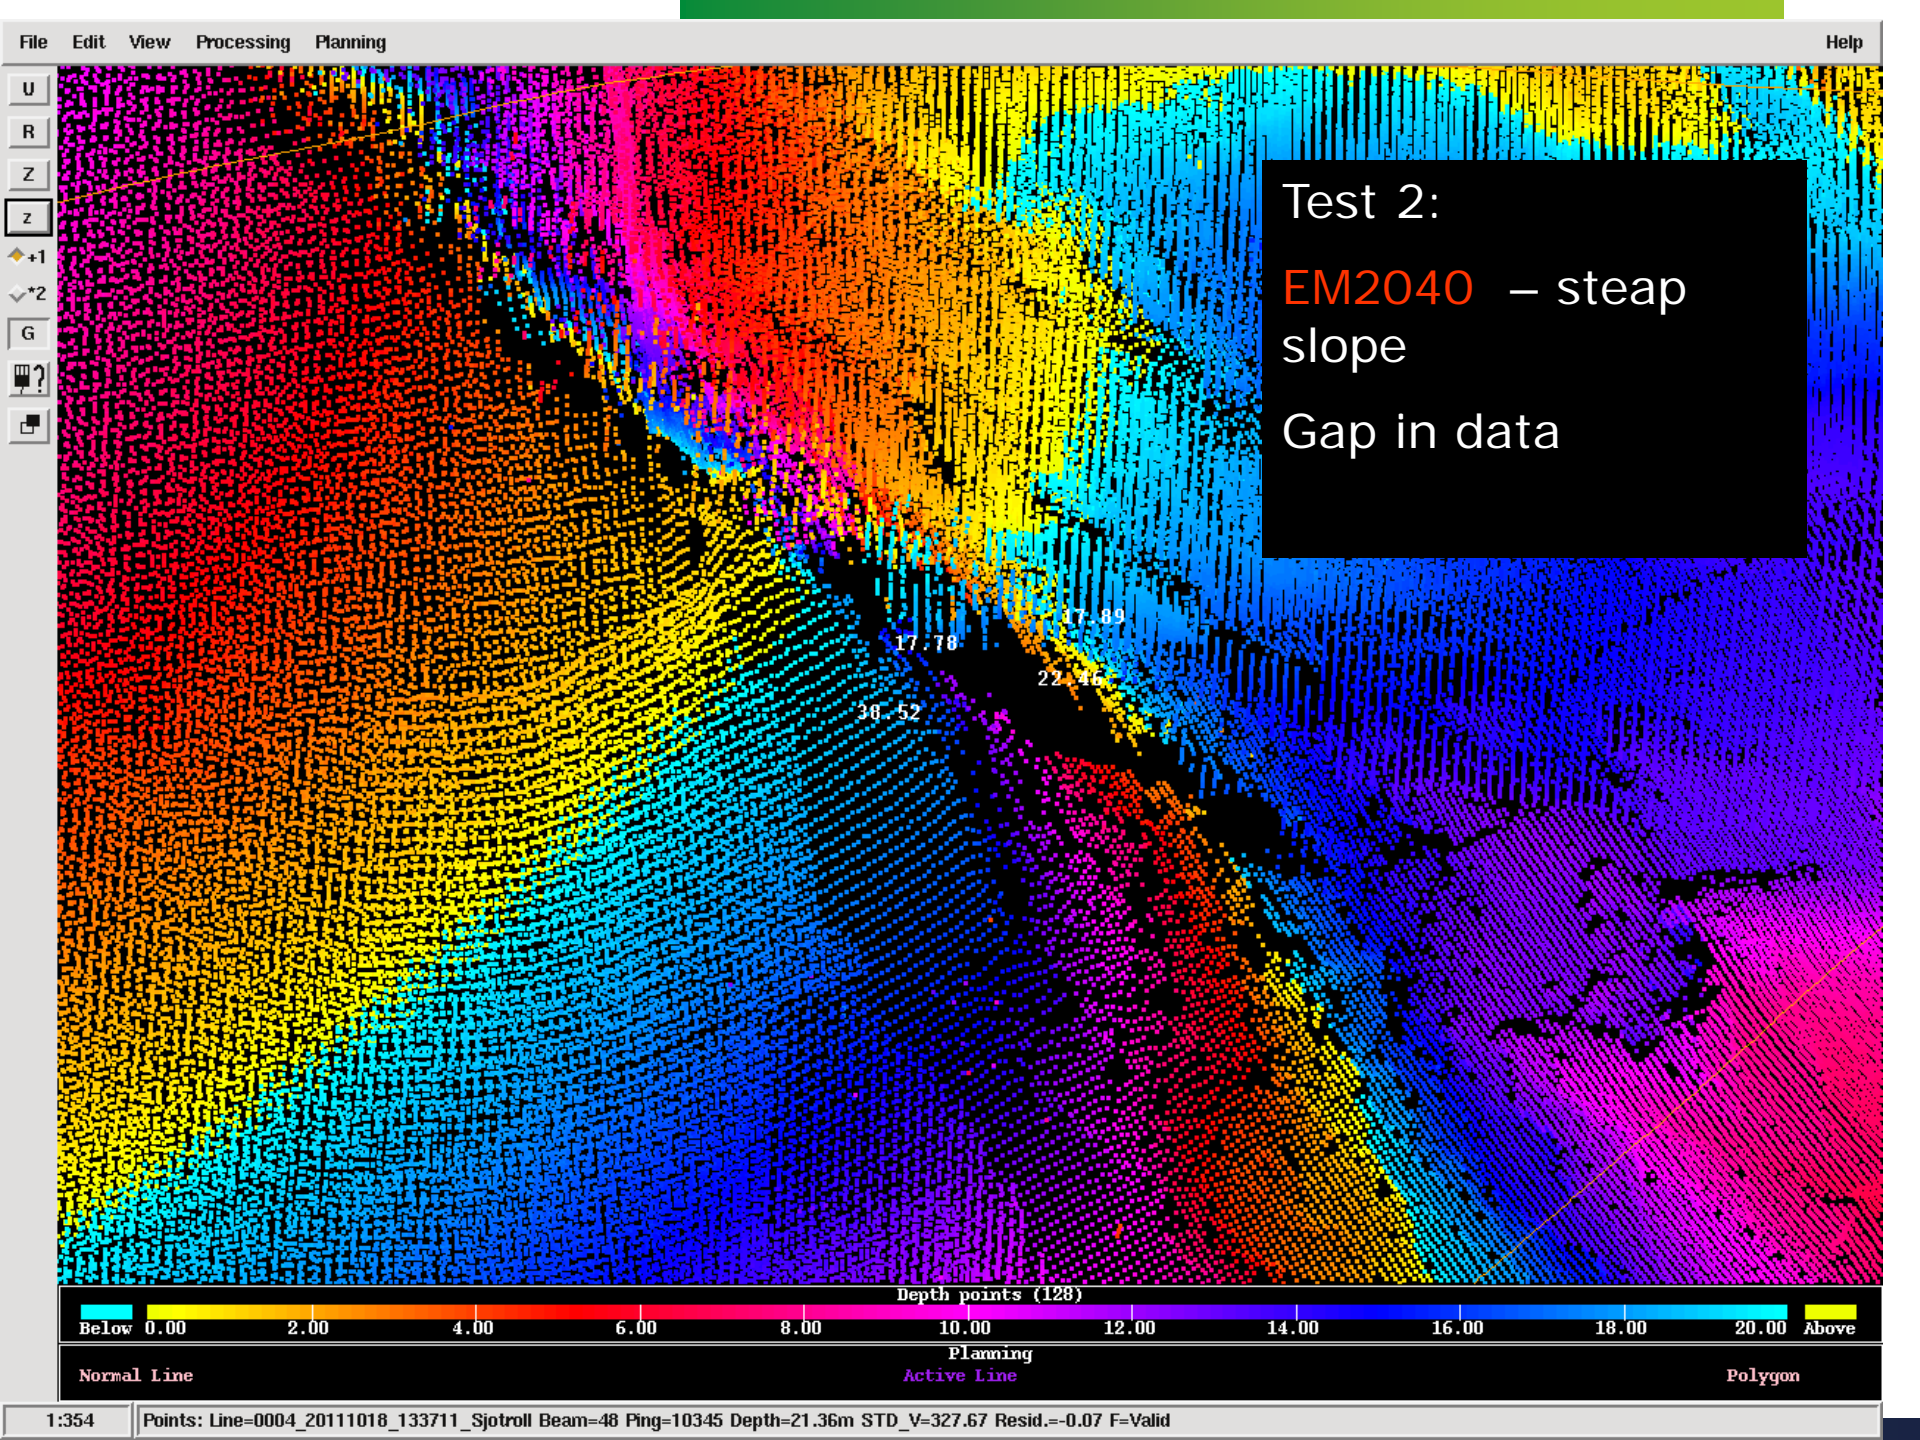 File Edit View Processing Planning Help
U
R
Z
z
+1
*2
G
?
Test 2:
EM2040 – steap
slope
Gap in data
17.89
17.78
22.46
38.52
Depth points (128)
Below 0.00 2.00 4.00 6.00 8.00 10.00 12.00 14.00 16.00 18.00 20.00 Above
Planning
Normal Line Active Line Polygon
1:354 Points: Line=0004_20111018_133711_Sjotroll Beam=48 Ping=10345 Depth=21.36m STD_V=327.67 Resid.=-0.07 F=Valid